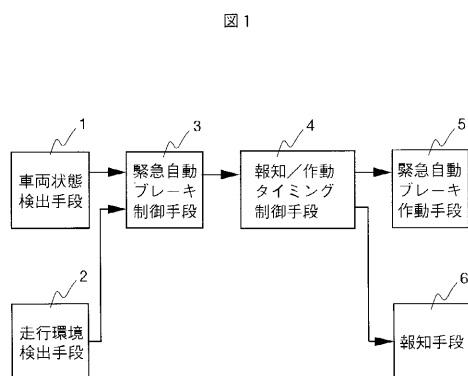 図1
1
車両状態
検出手段
3
緊急自動
ブレーキ
制御手段
4
報知/作動
タイミング
制御手段
5
緊急自動
ブレーキ
作動手段
2
走行環境
検出手段
6
報知手段